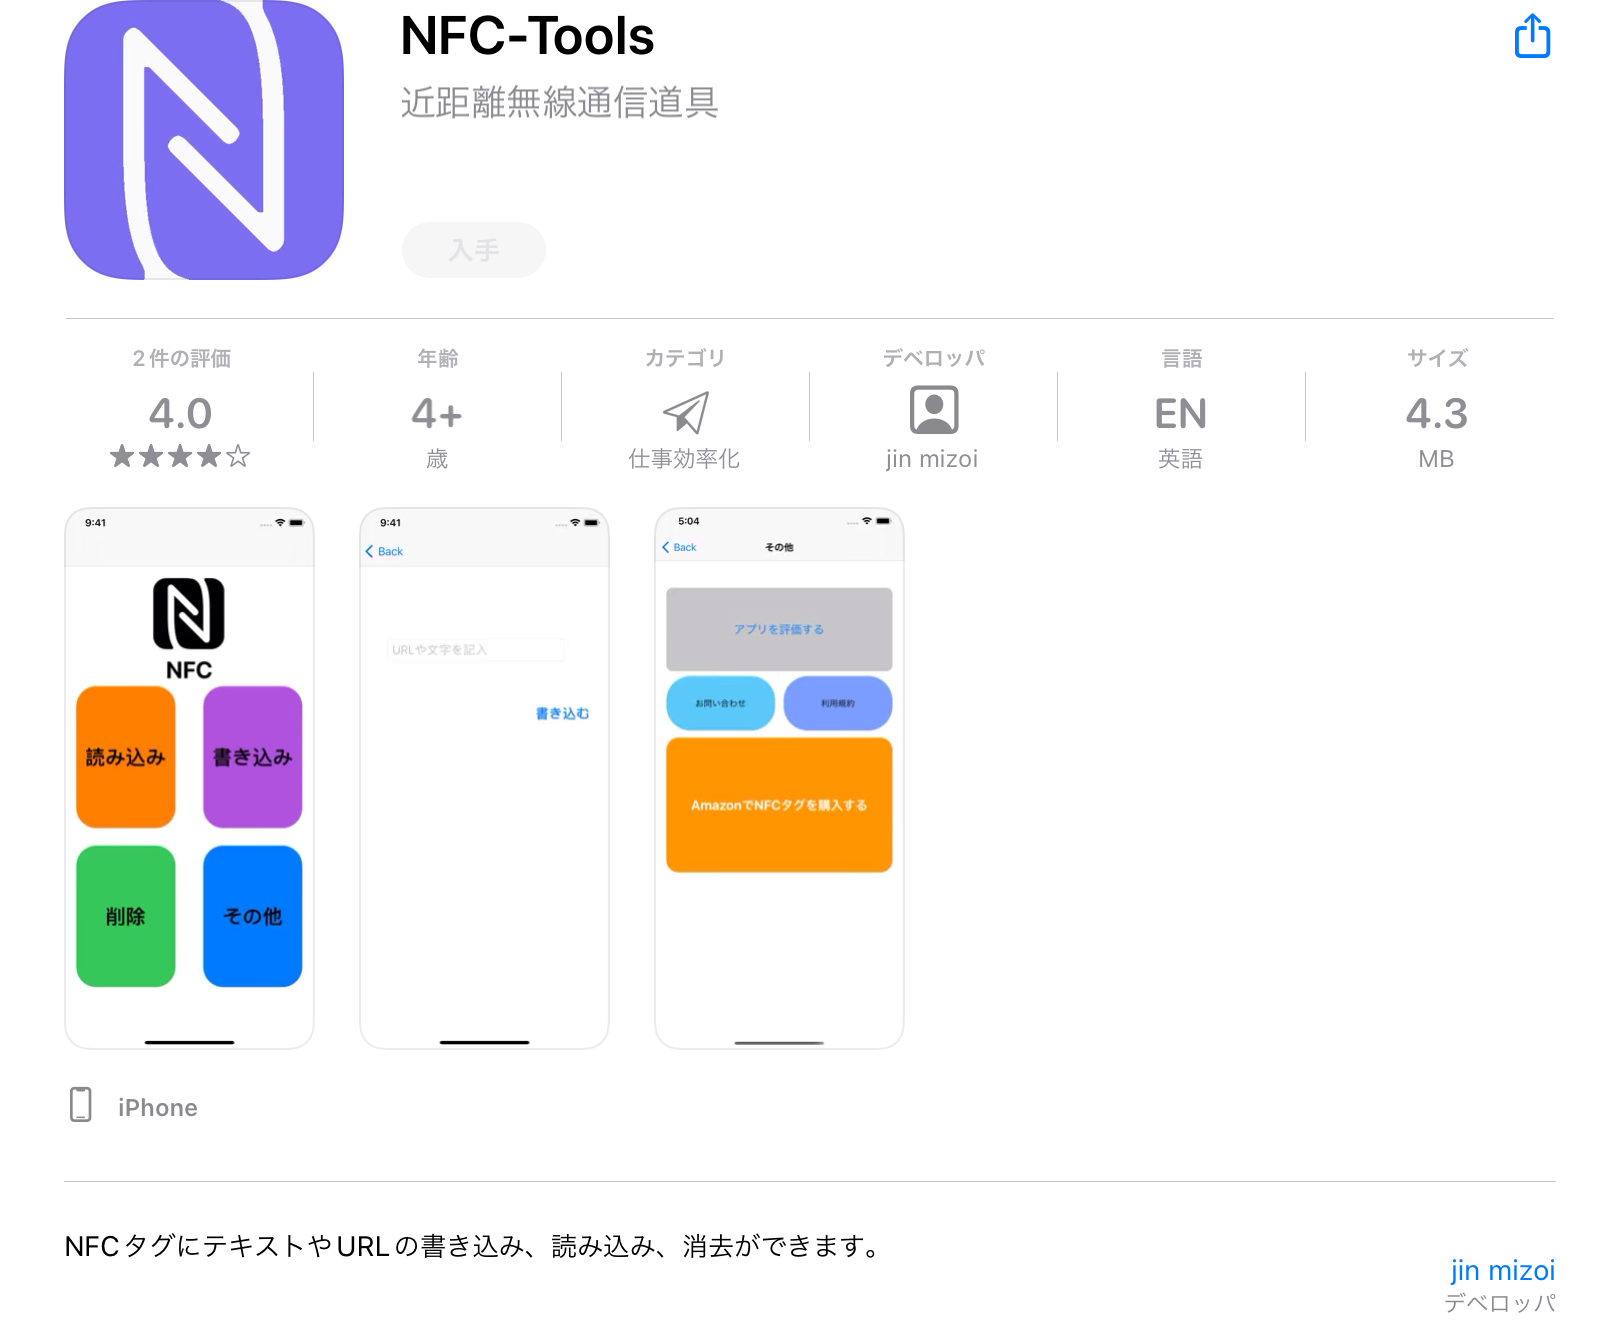 NFC-Tools
近距離無線通信道具
入手
2件の評価
4.0
★★★★☆
年齢
4+
歳
カテゴリ
仕事効率化
デベロッパ
jin mizoi
言語
EN
英語
サイズ
4.3
MB
9:41
NFC
読み込み
書き込み
削除
その他
9:41
Back
URLや文字を記入
書き込む
5:04
Back
その他
アプリを評価する
お問い合わせ
利用規約
AmazonでNFCタグを購入する
iPhone
NFCタグにテキストやURLの書き込み、読み込み、消去ができます。
jin mizoi
デベロッパ